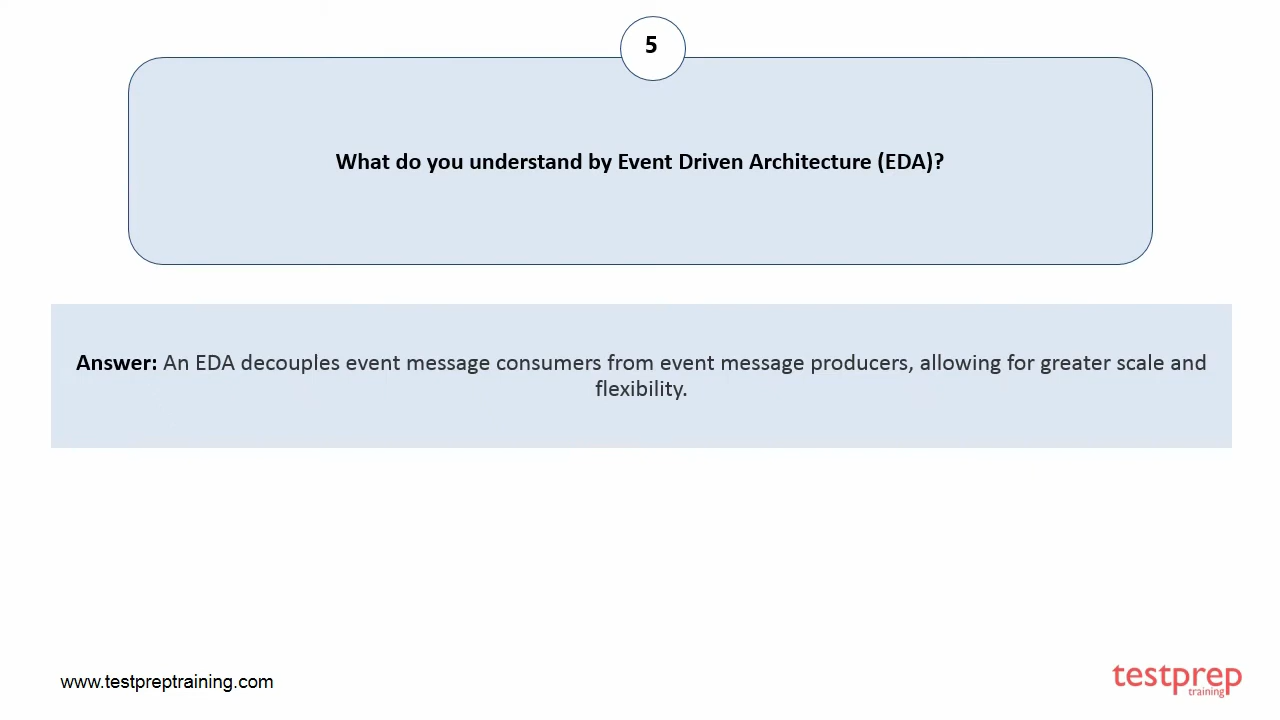 5
What do you understand by Event Driven Architecture (EDA)?
Answer: An EDA decouples event message consumers from event message producers, allowing for greater scale and
flexibility.
www.testpreptraining.com
testprep
training